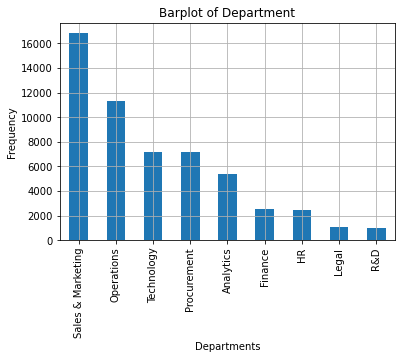 Barplot of Department
Frequency
16000
14000
12000
10000
8000
6000
4000
2000
0
Sales & Marketing
Operations
Technology
Procurement
Analytics
Finance
HR
Legal
R&D
Departments